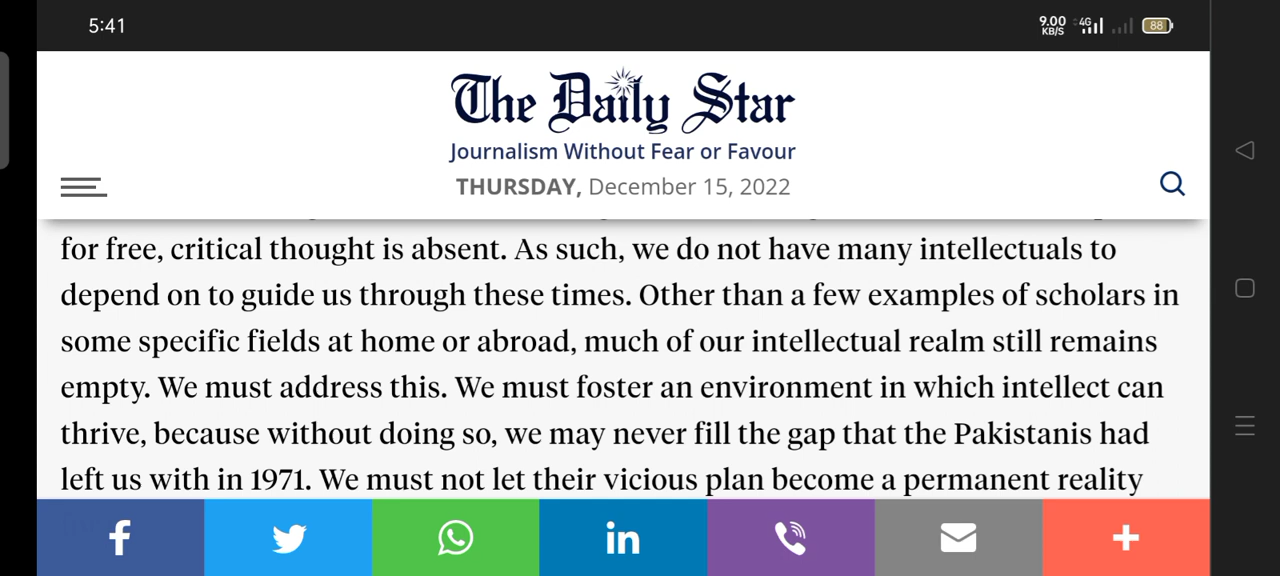 5:41
9.00
KB/S
4G
88
The Daily Star
Journalism Without Fear or Favour
THURSDAY, December 15, 2022
for free, critical thought is absent. As such, we do not have many intellectuals to
depend on to guide us through these times. Other than a few examples of scholars in
some specific fields at home or abroad, much of our intellectual realm still remains
empty. We must address this. We must foster an environment in which intellect can
thrive, because without doing so, we may never fill the gap that the Pakistanis had
left us with in 1971. We must not let their vicious plan become a permanent reality